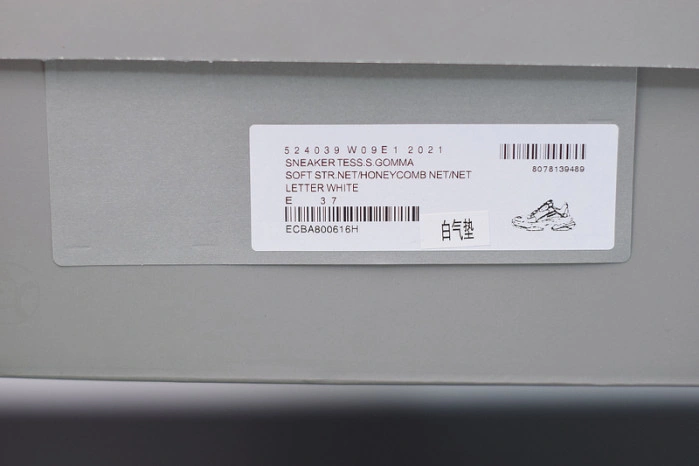 524039 W09E1 2021
SNEAKER TESS.S.GOMMA
SOFT STR.NET/HONEYCOMB NET/NET
LETTER WHITE
E 37
ECBA800616H
8078139489
白气垫